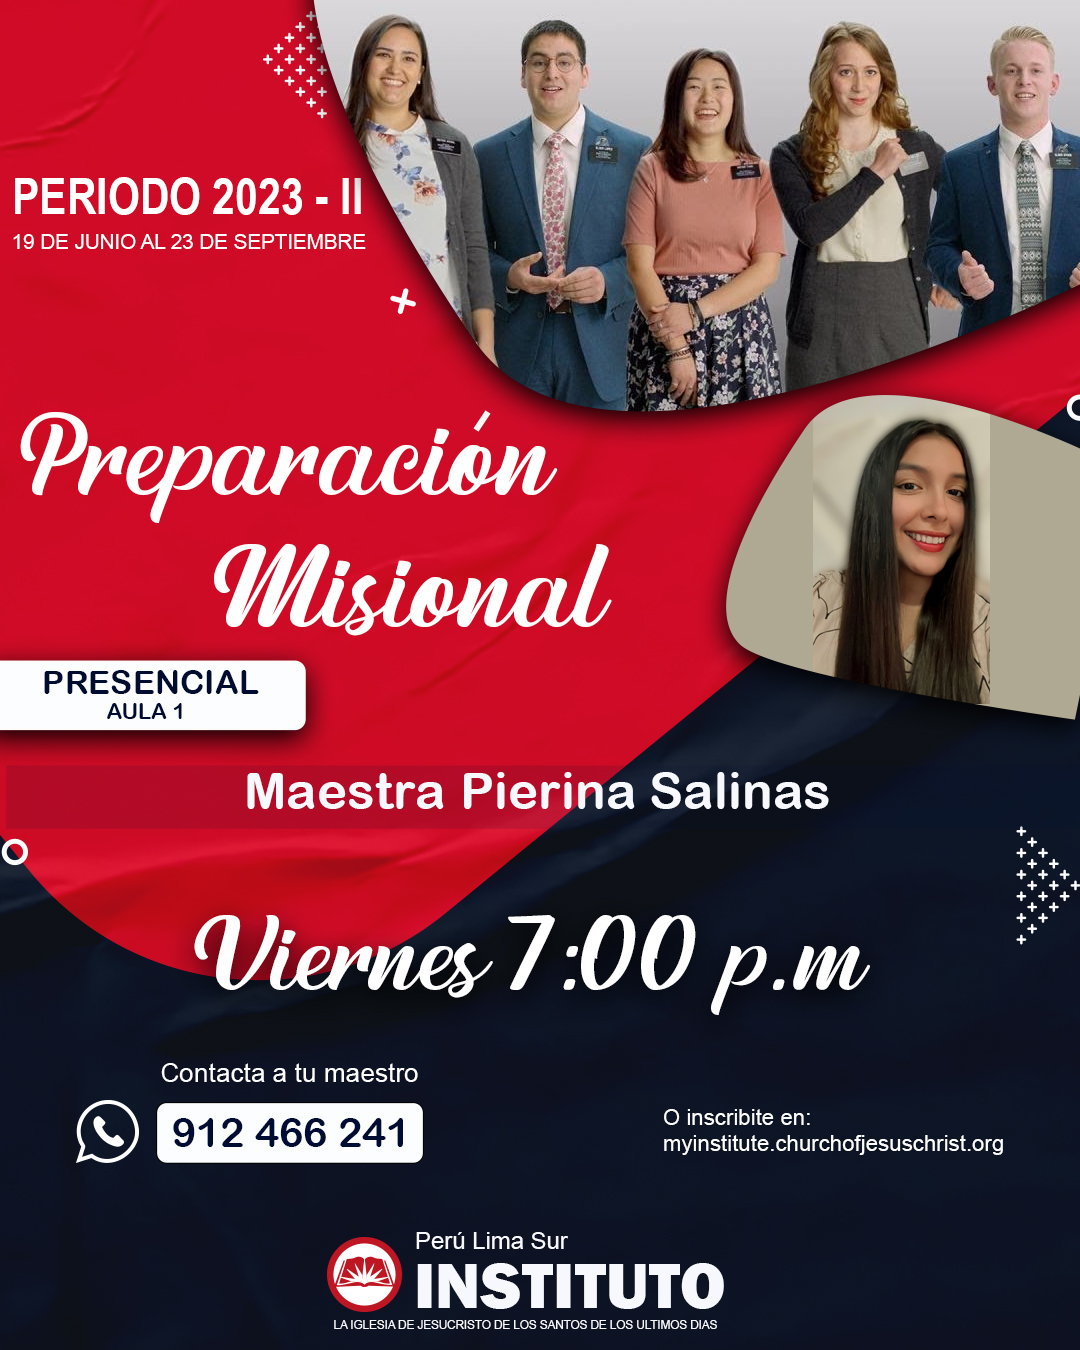 PERIODO 2023 - II
19 DE JUNIO AL 23 DE SEPTIEMBRE
Preparación
Misional
PRESENCIAL
AULA 1
Maestra Pierina Salinas
Viernes 7:00 p.m
Contacta a tu maestro
912 466 241
O inscribite en:
myinstitute.churchofjesuschrist.org
Perú Lima Sur
INSTITUTO
LA IGLESIA DE JESUCRISTO DE LOS SANTOS DE LOS ULTIMOS DIAS